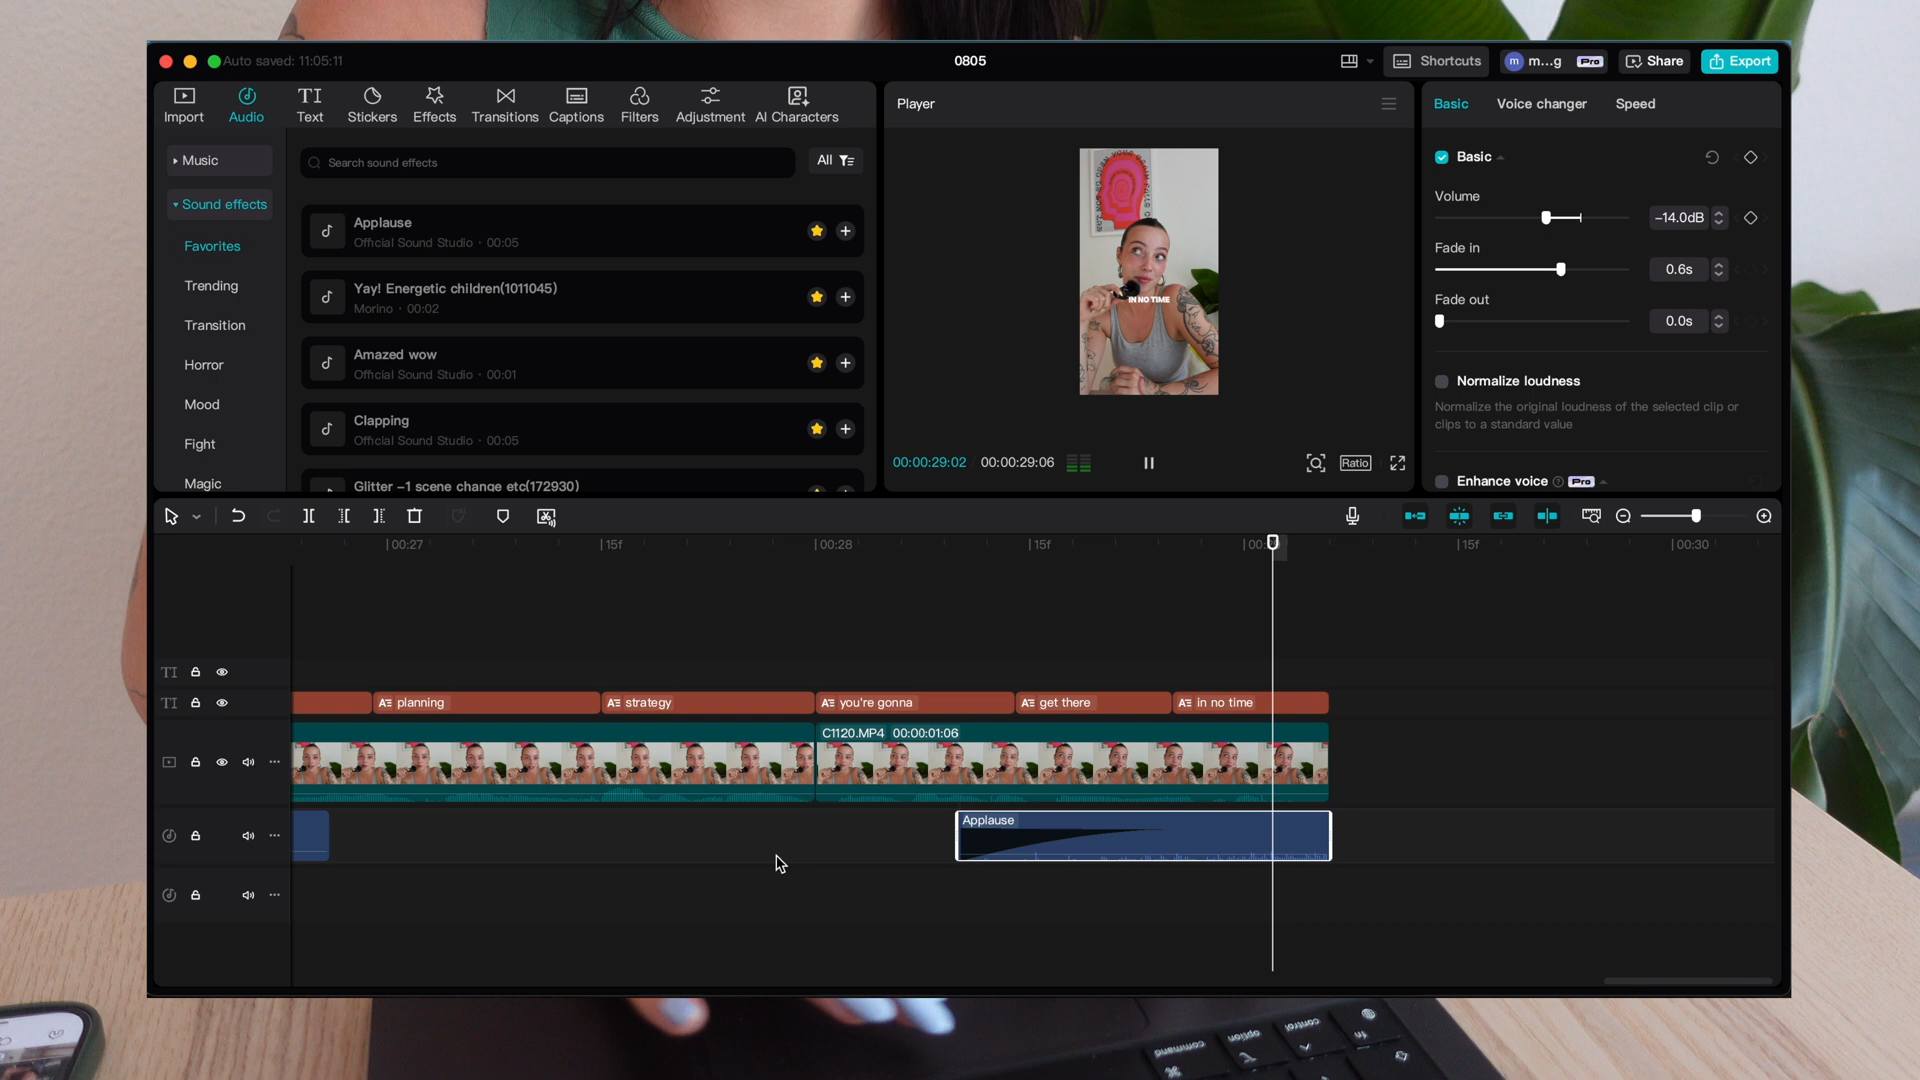 Auto saved: 11:05:11
0805
Shortcuts
m
m...g
Pro
Share
Export
Import
Audio
TI
Text
Stickers
Effects
Transitions
Captions
Filters
Adjustment
AI Characters
Music
Sound effects
Favorites
Trending
Transition
Horror
Mood
Fight
Magic
Search sound effects
All
Applause
Official Sound Studio · 00:05
Yay! Energetic children(1011045)
Morino · 00:02
Amazed wow
Official Sound Studio · 00:01
Clapping
Official Sound Studio · 00:05
Glitter -1 scene change etc(172930)
Player
IN NO TIME
00:00:29:02 / 00:00:29:06
Ratio
Basic
Voice changer
Speed
Basic
Volume
-14.0dB
Fade in
0.6s
Fade out
0.0s
Normalize loudness
Normalize the original loudness of the selected clip or
clips to a standard value
Enhance voice
Pro
00:27
15f
00:28
15f
15f
00:30
TI
TI
planning
strategy
you're gonna
get there
in no time
C1120.MP4 00:00:01:06
Applause
command
option
control
fn